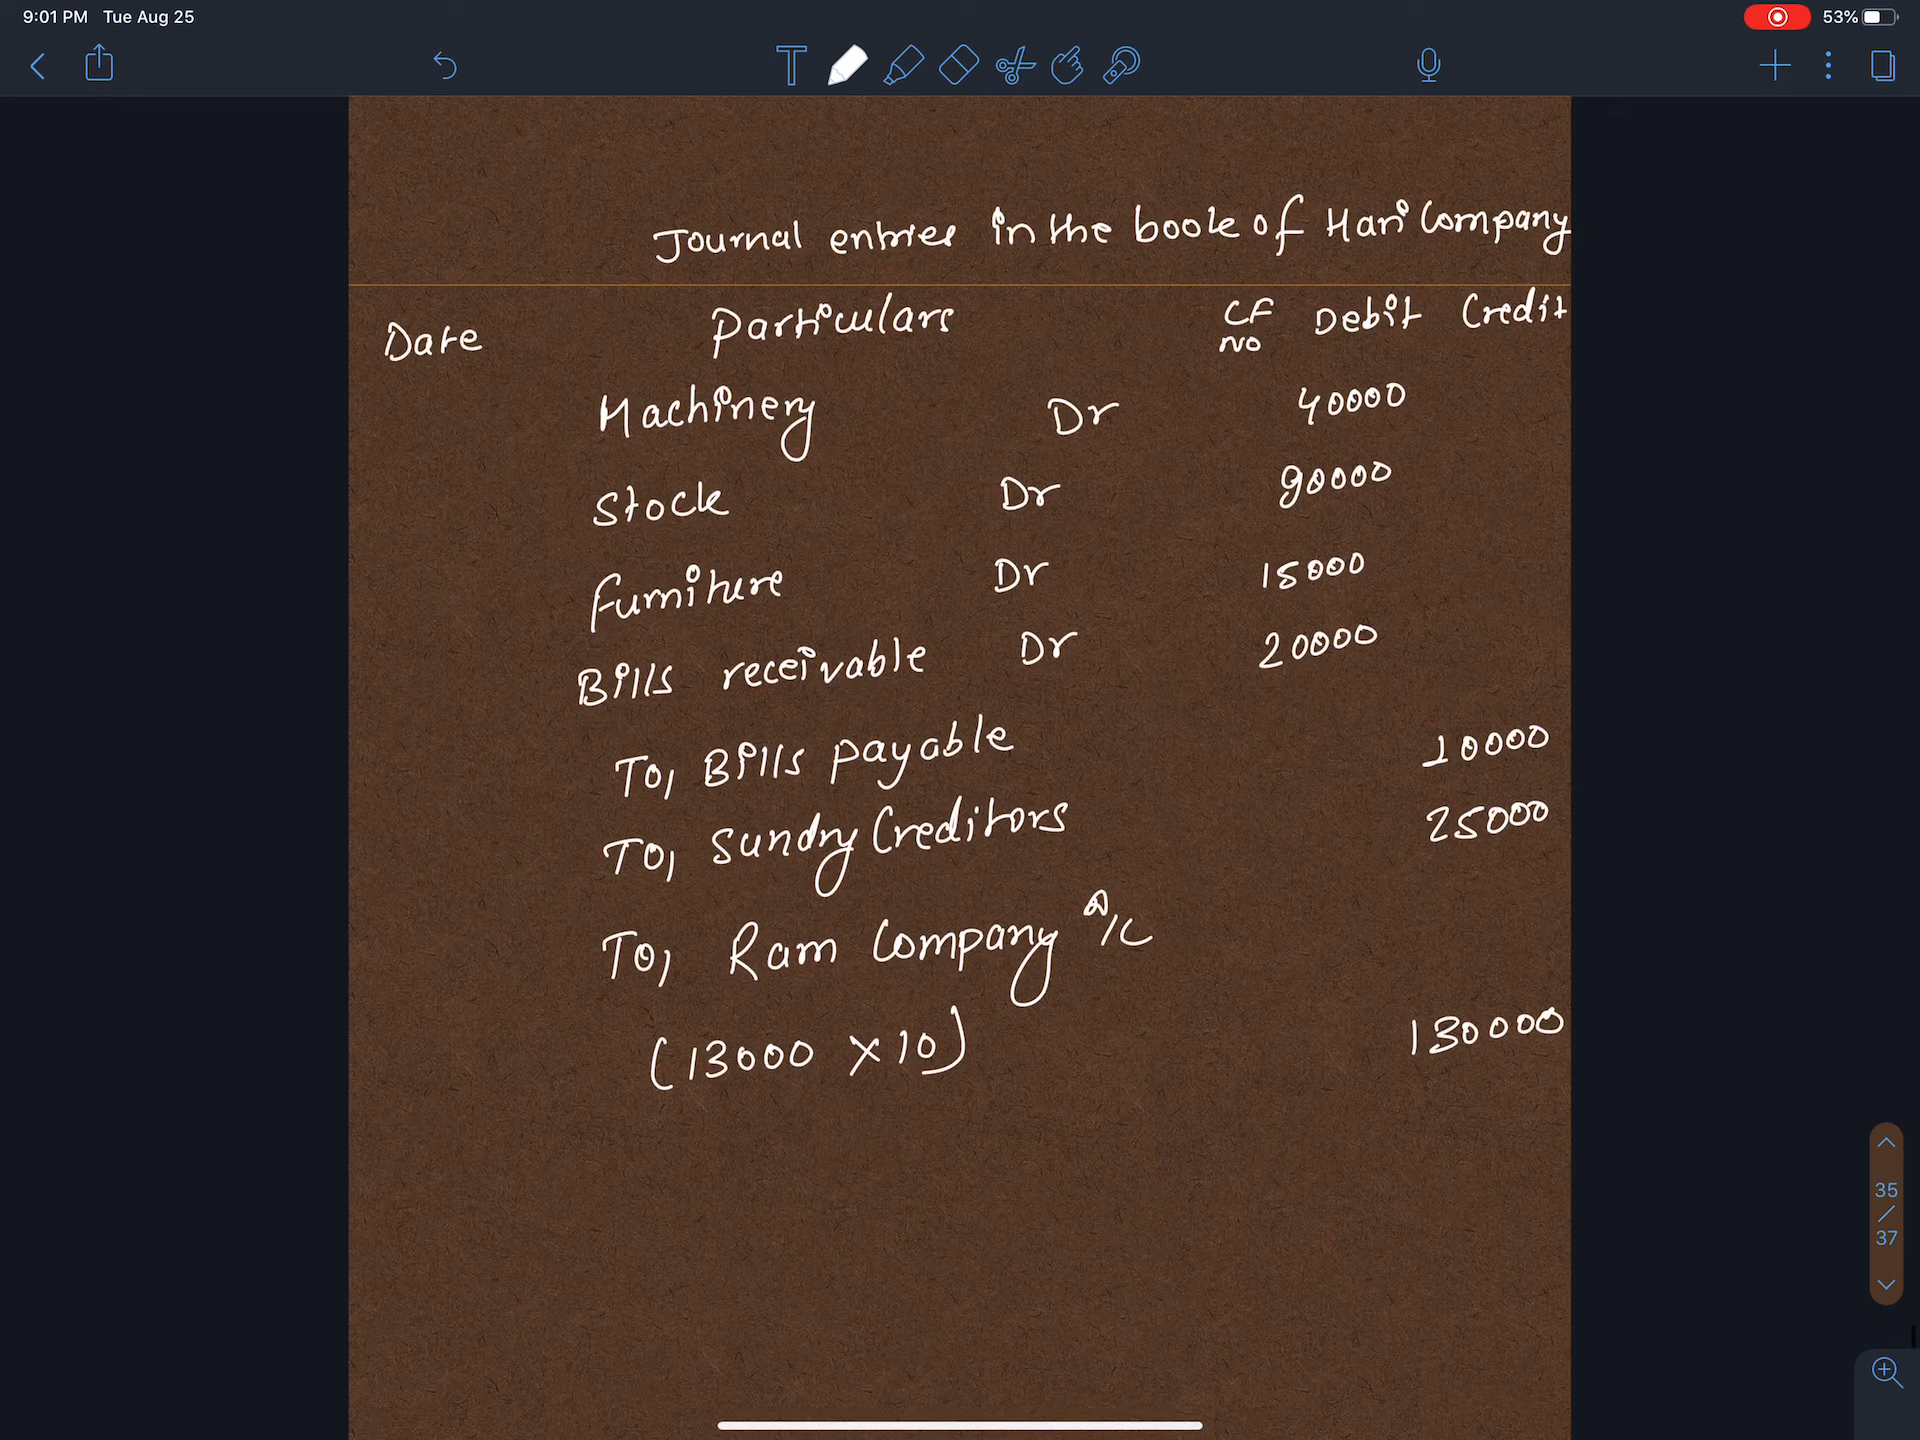 9:01 PM Tue Aug 25
53%
Journal entries in the book of Hari Company
Date Particulars CF No Debit Credit
Machinery Dr 40000
Stock Dr 90000
Furniture Dr 15000
Bills receivable Dr 20000
To, Bills payable 10000
To, Sundry Creditors 25000
To, Ram Company A/C
(13000 × 10) 130000
35
/
37